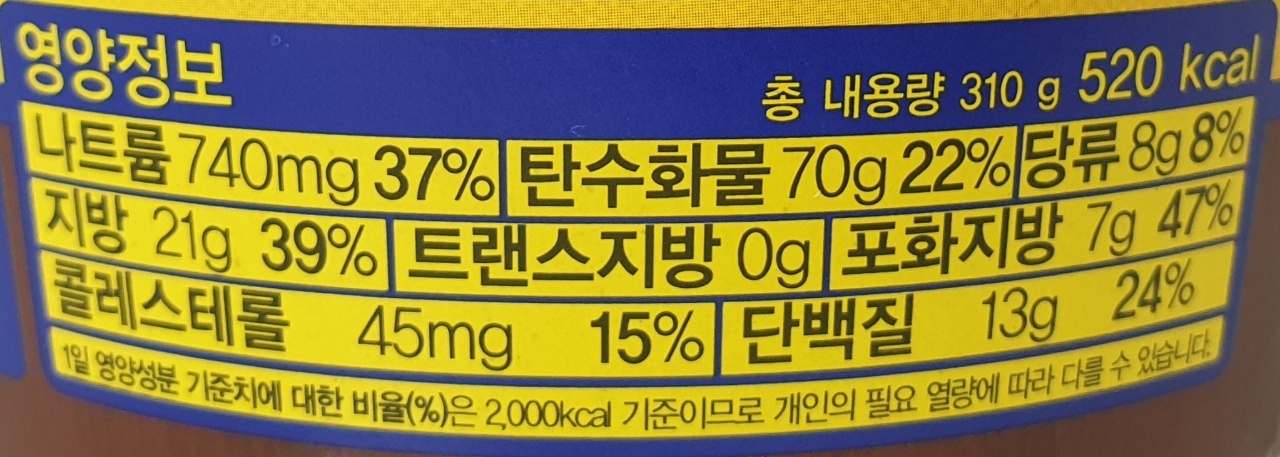 영양정보
총 내용량 310 g 520 kcal
나트륨 740mg 37% 탄수화물 70g 22% 당류 8g 8%
지방 21g 39% 트랜스지방 0g 포화지방 7g 47%
콜레스테롤 45mg 15% 단백질 13g 24%
1일 영양성분 기준치에 대한 비율(%)은 2,000kcal 기준이므로 개인의 필요 열량에 따라 다를 수 있습니다.